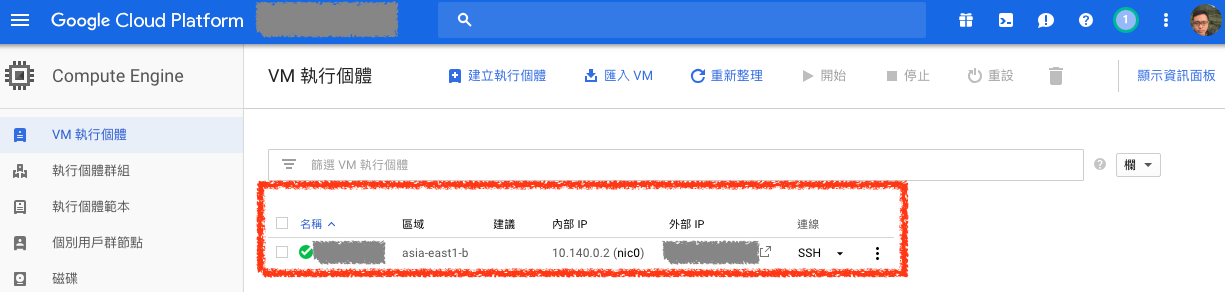 Google Cloud Platform
1
Compute Engine
VM 執行個體
建立執行個體
匯入 VM
重新整理
開始
停止
重設
顯示資訊面板
VM 執行個體
執行個體群組
執行個體範本
個別用戶群節點
磁碟
篩選 VM 執行個體
欄
名稱 區域 建議 內部 IP 外部 IP 連線
asia-east1-b 10.140.0.2 (nic0) SSH